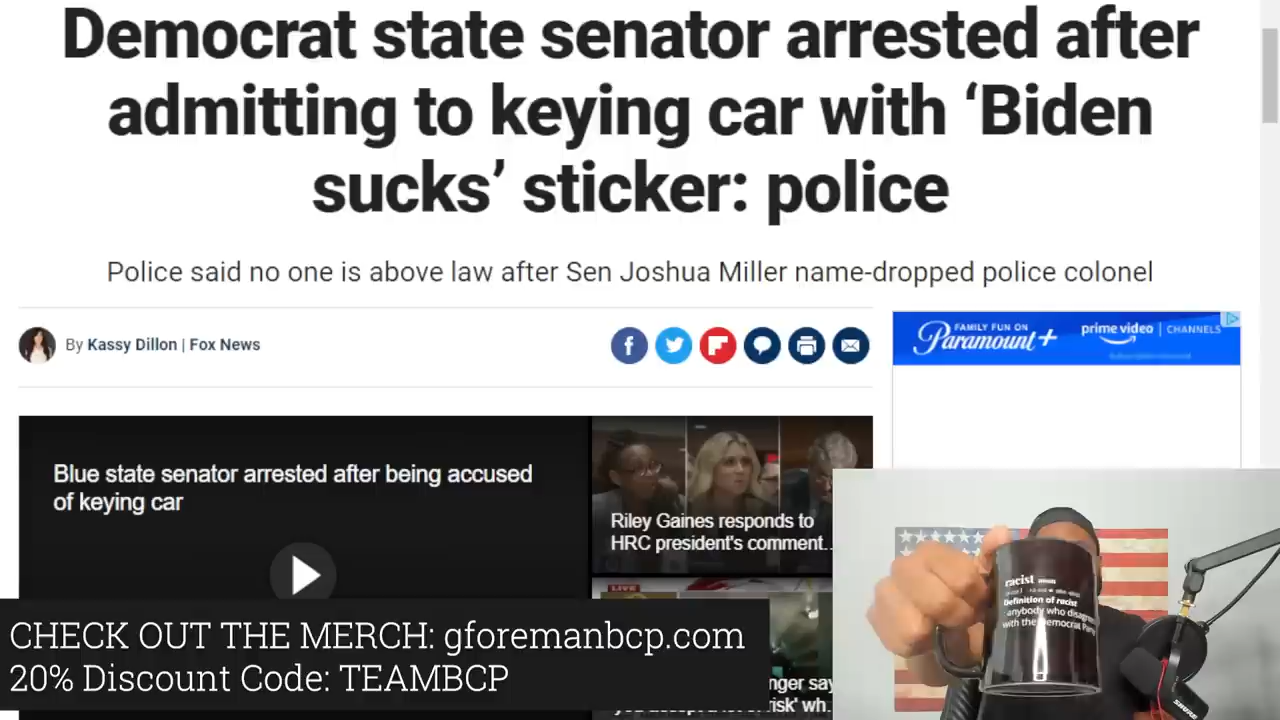 Democrat state senator arrested after
admitting to keying car with ‘Biden
sucks’ sticker: police
Police said no one is above law after Sen Joshua Miller name-dropped police colonel
By Kassy Dillon | Fox News
FAMILY FUN ON
Paramount+
prime video | CHANNELS
Blue state senator arrested after being accused
of keying car
Riley Gaines responds to
HRC president's comment...
LIVE
racist
Definition of racist
anybody who disagrees
with the Democrat Party
CHECK OUT THE MERCH: gforemanbcp.com
20% Discount Code: TEAMBCP
SHURE